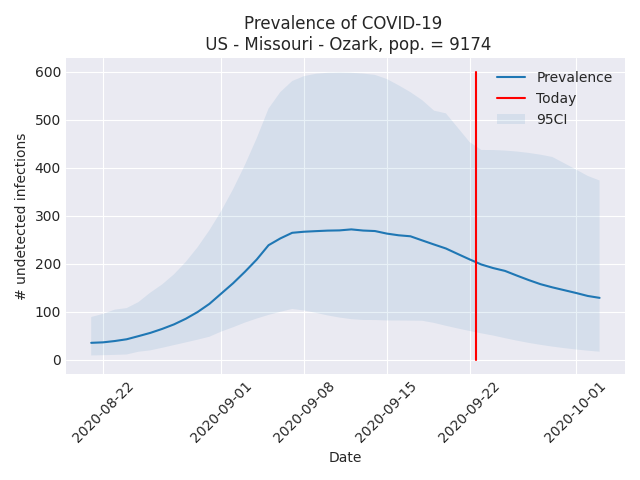 Prevalence of COVID-19
US - Missouri - Ozark, pop. = 9174
600
500
400
300
200
100
0
# undetected infections
Prevalence
Today
95CI
2020-08-22
2020-09-01
2020-09-08
2020-09-15
2020-09-22
2020-10-01
Date